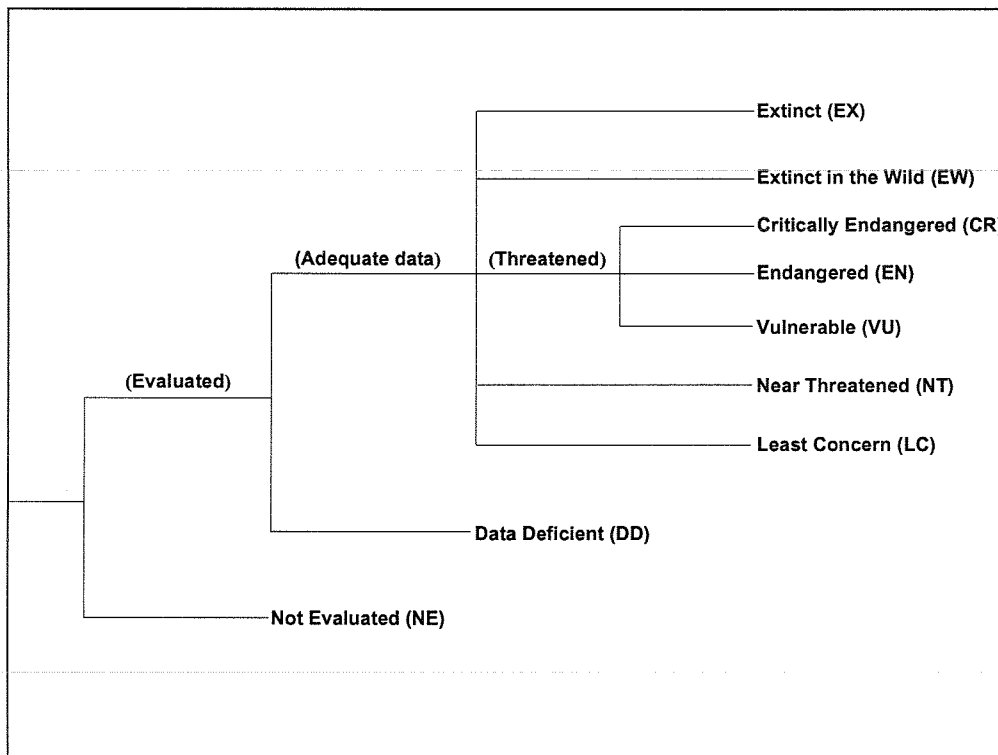 Extinct (EX)
Extinct in the Wild (EW)
Critically Endangered (CR)
(Adequate data) (Threatened) Endangered (EN)
Vulnerable (VU)
(Evaluated) Near Threatened (NT)
Least Concern (LC)
Data Deficient (DD)
Not Evaluated (NE)